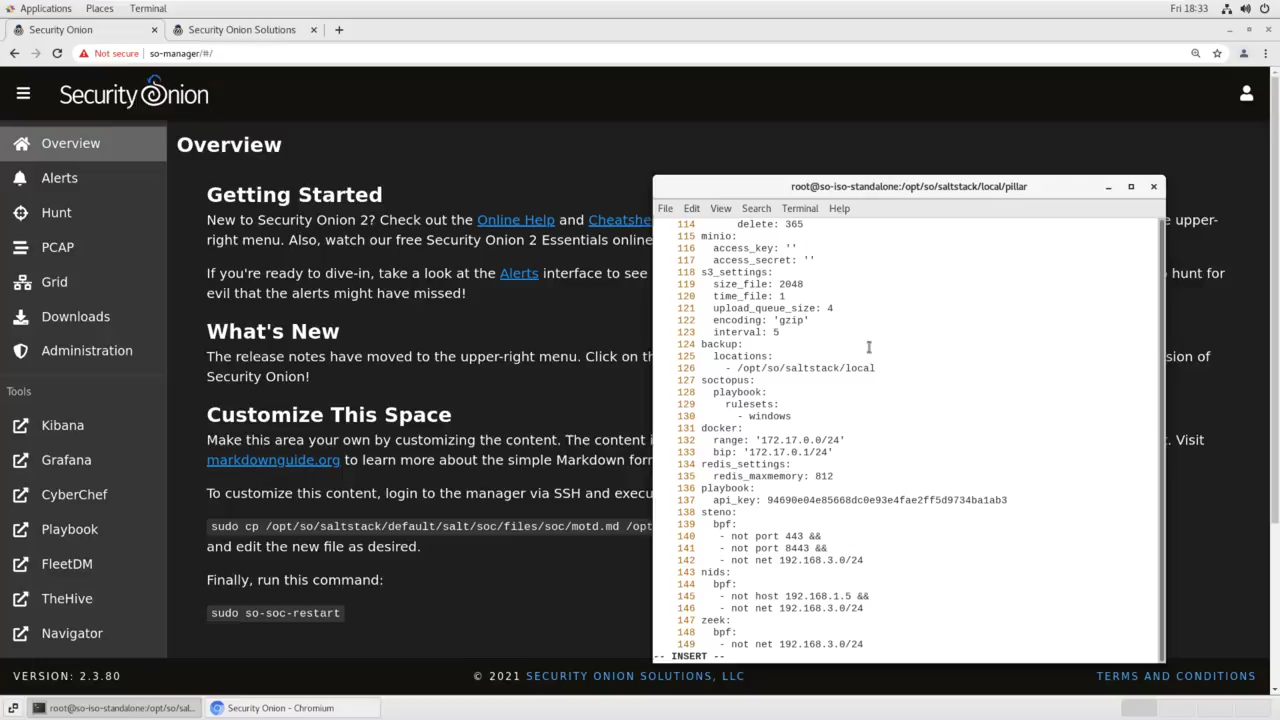 Applications Places Terminal Fri 18:33
Security Onion × Security Onion Solutions × +
Not secure so-manager/#/
Security Onion
Overview
Alerts
Hunt
PCAP
Grid
Downloads
Administration
Tools
Kibana
Grafana
CyberChef
Playbook
FleetDM
TheHive
Navigator
Overview
Getting Started
New to Security Onion 2? Check out the Online Help and Cheatshe upper-
right menu. Also, watch our free Security Onion 2 Essentials online
If you're ready to dive-in, take a look at the Alerts interface to see hunt for
evil that the alerts might have missed!
What's New
The release notes have moved to the upper-right menu. Click on th sion of
Security Onion!
Customize This Space
Make this area your own by customizing the content. The content i . Visit
markdownguide.org to learn more about the simple Markdown form
To customize this content, login to the manager via SSH and execu
sudo cp /opt/so/saltstack/default/salt/soc/files/soc/motd.md /opt
and edit the new file as desired.
Finally, run this command:
sudo so-soc-restart
root@so-iso-standalone:/opt/so/saltstack/local/pillar
File Edit View Search Terminal Help
114 delete: 365
115 minio:
116 access_key: ''
117 access_secret: ''
118 s3_settings:
119 size_file: 2048
120 time_file: 1
121 upload_queue_size: 4
122 encoding: 'gzip'
123 interval: 5
124 backup:
125 locations:
126 - /opt/so/saltstack/local
127 soctopus:
128 playbook:
129 rulesets:
130 - windows
131 docker:
132 range: '172.17.0.0/24'
133 bip: '172.17.0.1/24'
134 redis_settings:
135 redis_maxmemory: 812
136 playbook:
137 api_key: 94690e04e85668dc0e93e4fae2ff5d9734ba1ab3
138 steno:
139 bpf:
140 - not port 443 &&
141 - not port 8443 &&
142 - not net 192.168.3.0/24
143 nids:
144 bpf:
145 - not host 192.168.1.5 &&
146 - not net 192.168.3.0/24
147 zeek:
148 bpf:
149 - not net 192.168.3.0/24
-- INSERT --
VERSION: 2.3.80 © 2021 SECURITY ONION SOLUTIONS, LLC TERMS AND CONDITIONS
root@so-iso-standalone:/opt/so/sal... Security Onion - Chromium